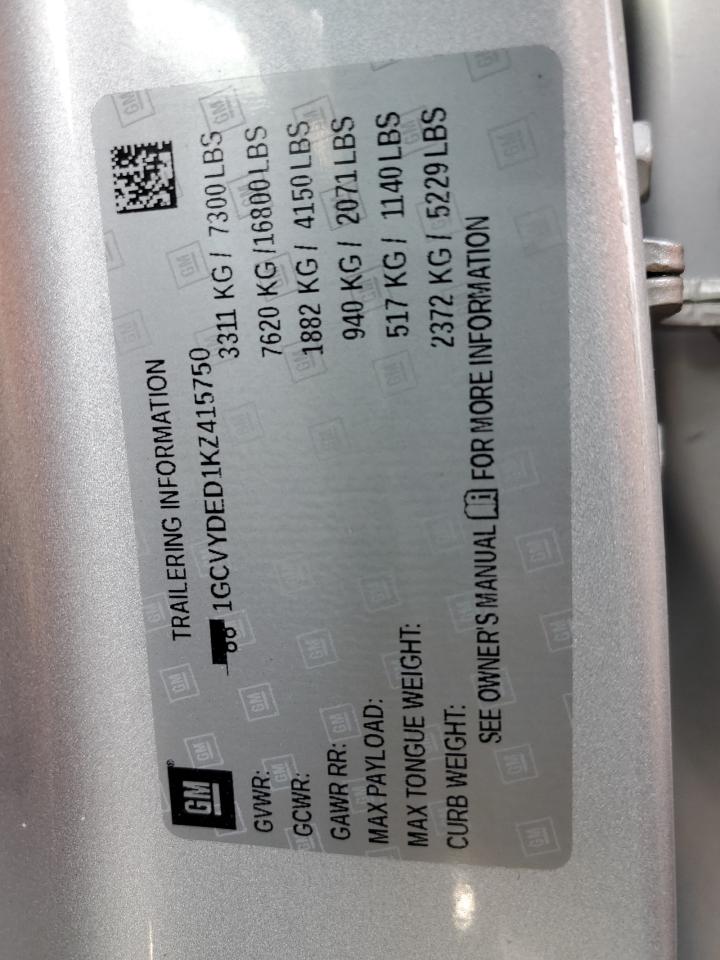 GM®
TRAILERING INFORMATION
1GCVYDED1KZ415750
GVWR: 3311 KG / 7300 LBS
GCWR: 7620 KG / 16800 LBS
GAWR RR: 1882 KG / 4150 LBS
MAX PAYLOAD: 940 KG / 2071 LBS
MAX TONGUE WEIGHT: 517 KG / 1140 LBS
CURB WEIGHT: 2372 KG / 5229 LBS
SEE OWNER'S MANUAL FOR MORE INFORMATION